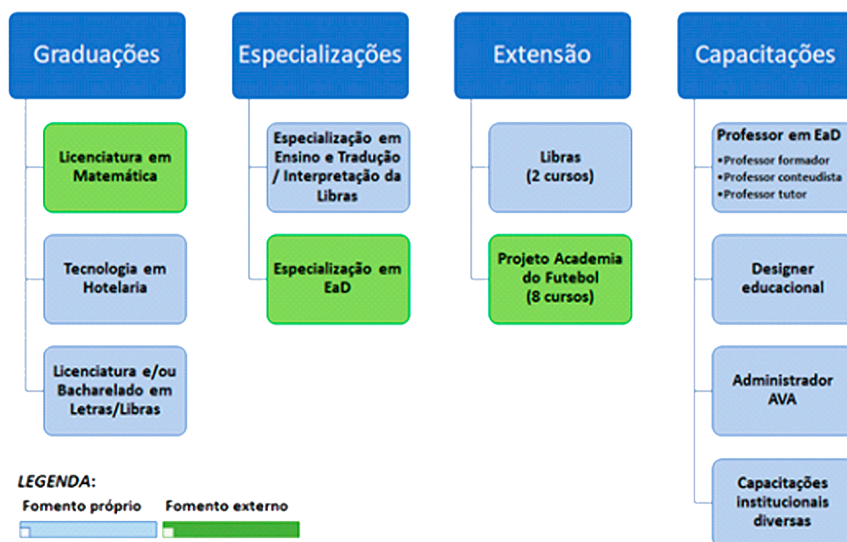 Graduações
Licenciatura em
Matemática
Tecnologia em
Hotelaria
Licenciatura e/ou
Bacharelado em
Letras/Libras
Especializações
Especialização em
Ensino e Tradução
/ Interpretação da
Libras
Especialização em
EaD
Extensão
Libras
(2 cursos)
Projeto Academia
do Futebol
(8 cursos)
Capacitações
Professor em EaD
•Professor formador
•Professor conteudista
•Professor tutor
Designer
educacional
Administrador
AVA
Capacitações
institucionais
diversas
LEGENDA:
Fomento próprio
Fomento externo